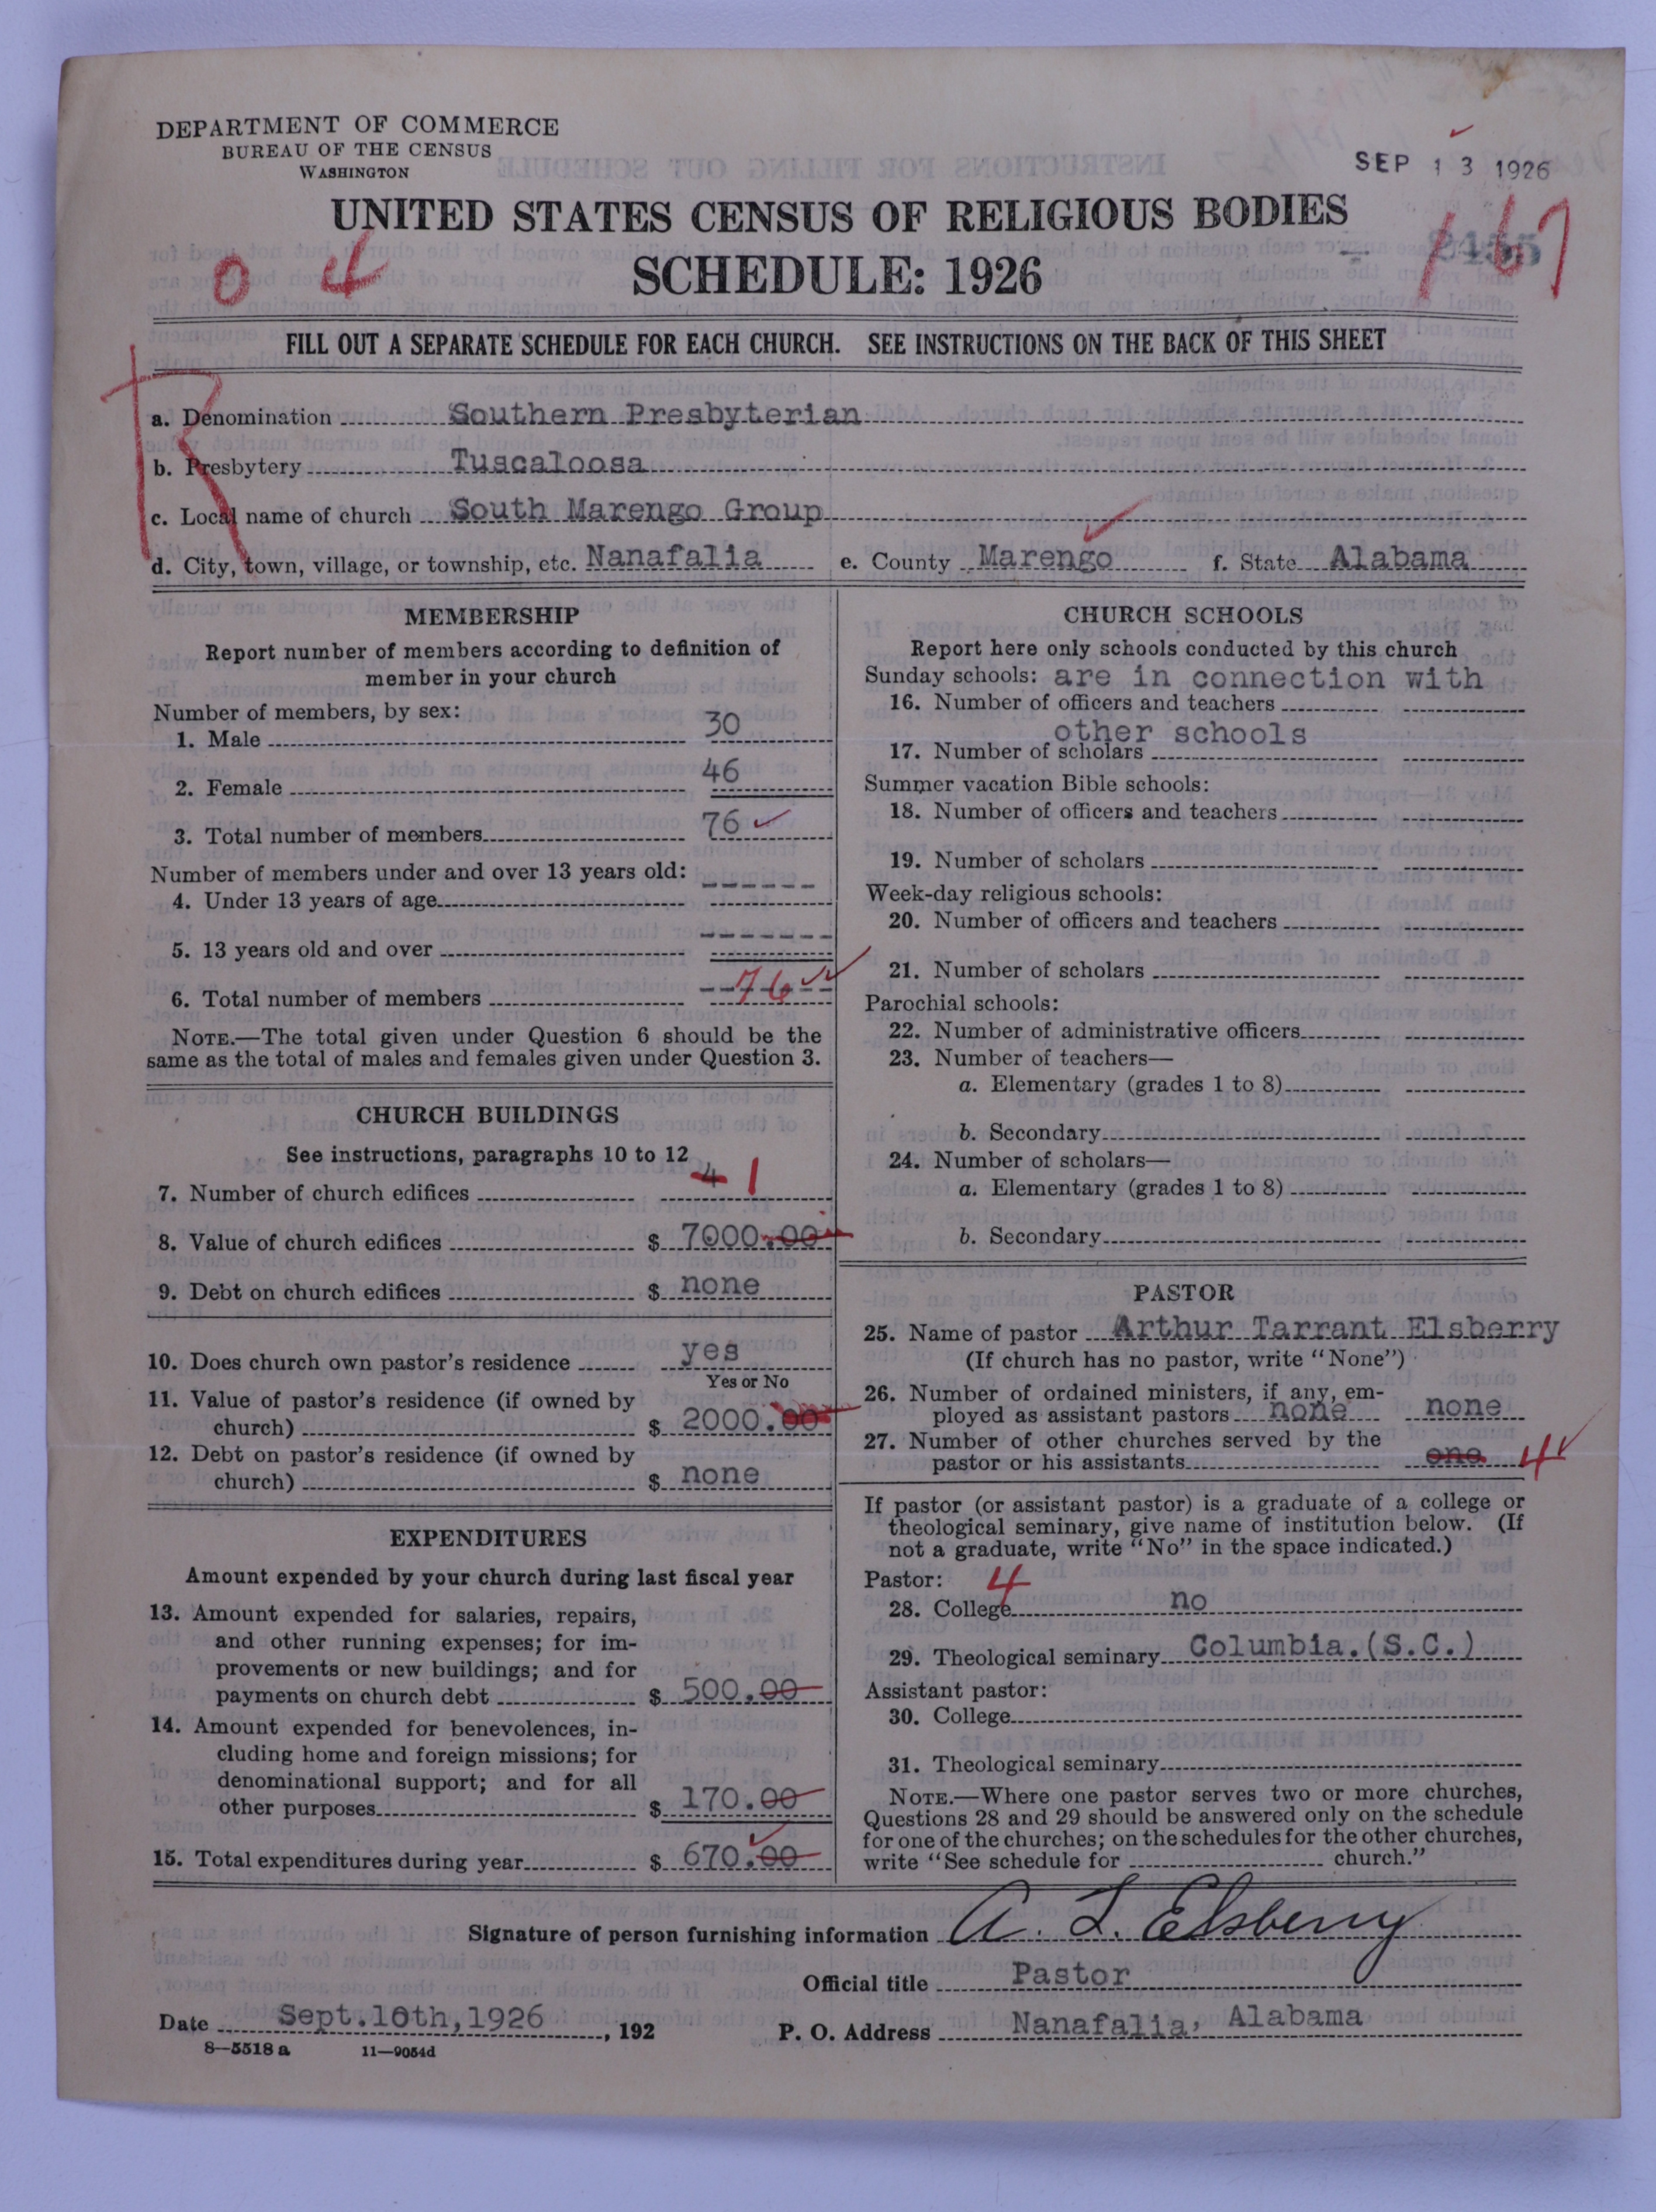 DEPARTMENT OF COMMERCE
BUREAU OF THE CENSUS
WASHINGTON
SEP 13 1926
UNITED STATES CENSUS OF RELIGIOUS BODIES
SCHEDULE: 1926
0 4
167
FILL OUT A SEPARATE SCHEDULE FOR EACH CHURCH. SEE INSTRUCTIONS ON THE BACK OF THIS SHEET
R
a. Denomination Southern Presbyterian
b. Presbytery Tuscaloosa
c. Local name of church South Marengo Group
d. City, town, village, or township, etc. Nanafalia e. County Marengo f. State Alabama
MEMBERSHIP
Report number of members according to definition of
member in your church
Number of members, by sex:
1. Male 30
2. Female 46
3. Total number of members 76 ✓
Number of members under and over 13 years old:
4. Under 13 years of age
5. 13 years old and over
6. Total number of members 76
NOTE.—The total given under Question 6 should be the
same as the total of males and females given under Question 3.
CHURCH BUILDINGS
See instructions, paragraphs 10 to 12
7. Number of church edifices 4 1
8. Value of church edifices $ 7000.00
9. Debt on church edifices $ none
10. Does church own pastor's residence yes
Yes or No
11. Value of pastor's residence (if owned by
church) $ 2000.00
12. Debt on pastor's residence (if owned by
church) $ none
EXPENDITURES
Amount expended by your church during last fiscal year
13. Amount expended for salaries, repairs,
and other running expenses; for im-
provements or new buildings; and for
payments on church debt $ 500.00
14. Amount expended for benevolences, in-
cluding home and foreign missions; for
denominational support; and for all
other purposes $ 170.00
15. Total expenditures during year $ 670.00
CHURCH SCHOOLS
Report here only schools conducted by this church
Sunday schools: are in connection with
16. Number of officers and teachers
other schools
17. Number of scholars
Summer vacation Bible schools:
18. Number of officers and teachers
19. Number of scholars
Week-day religious schools:
20. Number of officers and teachers
21. Number of scholars
Parochial schools:
22. Number of administrative officers
23. Number of teachers—
a. Elementary (grades 1 to 8)
b. Secondary
24. Number of scholars—
a. Elementary (grades 1 to 8)
b. Secondary
PASTOR
25. Name of pastor Arthur Tarrant Elsberry
(If church has no pastor, write "None")
26. Number of ordained ministers, if any, em-
ployed as assistant pastors none none
27. Number of other churches served by the
pastor or his assistants one 4
If pastor (or assistant pastor) is a graduate of a college or
theological seminary, give name of institution below. (If
not a graduate, write "No" in the space indicated.)
Pastor: 4
28. College no
29. Theological seminary Columbia.(S.C.)
Assistant pastor:
30. College
31. Theological seminary
NOTE.—Where one pastor serves two or more churches,
Questions 28 and 29 should be answered only on the schedule
for one of the churches; on the schedules for the other churches,
write "See schedule for church."
Signature of person furnishing information A. T. Elsberry
Official title Pastor
Date Sept.10th,1926, 192
P. O. Address Nanafalia, Alabama
8—5518 a 11—9054d